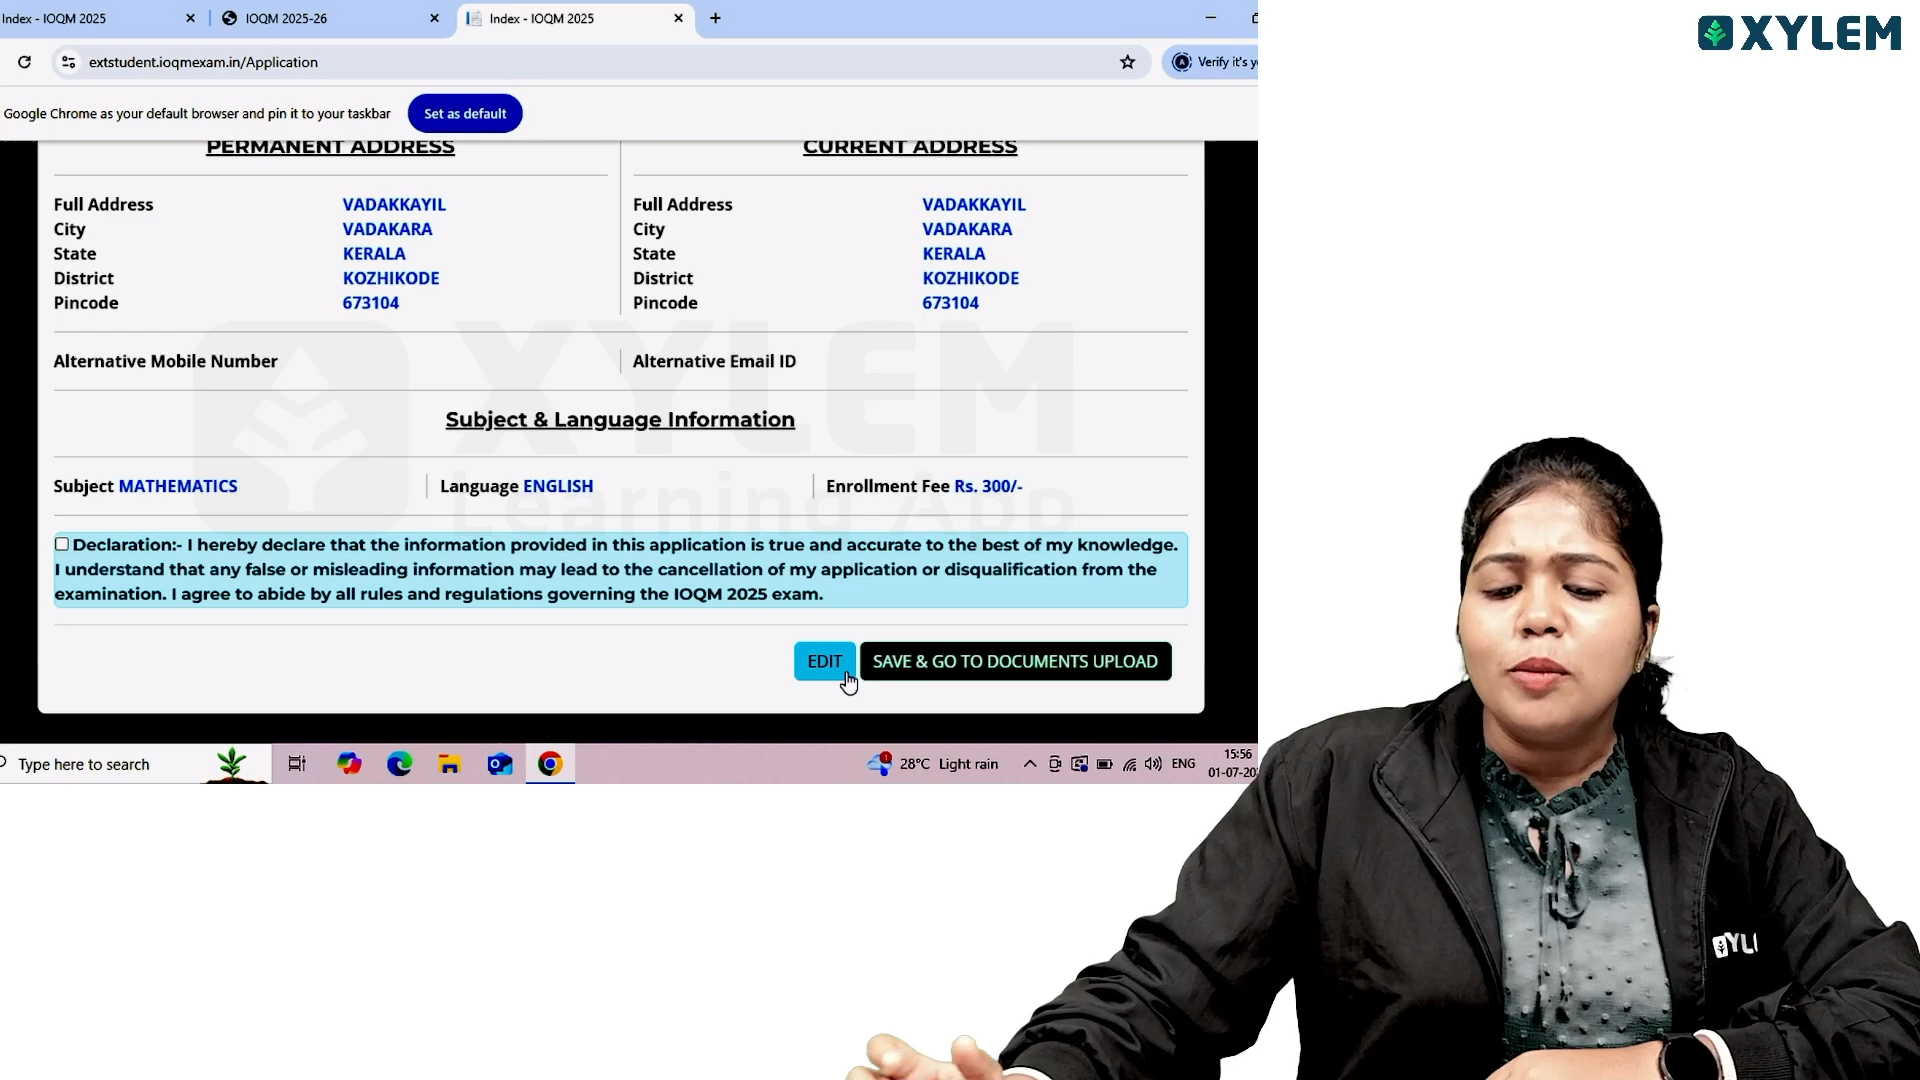 Index - IOQM 2025
IOQM 2025-26
Index - IOQM 2025
XYLEM
extstudent.ioqmexam.in/Application
Verify it's y
Google Chrome as your default browser and pin it to your taskbar
Set as default
PERMANENT ADDRESS
CURRENT ADDRESS
Full Address VADAKKAYIL
Full Address VADAKKAYIL
City VADAKARA
City VADAKARA
State KERALA
State KERALA
District KOZHIKODE
District KOZHIKODE
Pincode 673104
Pincode 673104
XYLEM
Learning App
Alternative Mobile Number
Alternative Email ID
Subject & Language Information
Subject MATHEMATICS
Language ENGLISH
Enrollment Fee Rs. 300/-
Declaration:- I hereby declare that the information provided in this application is true and accurate to the best of my knowledge.
I understand that any false or misleading information may lead to the cancellation of my application or disqualification from the
examination. I agree to abide by all rules and regulations governing the IOQM 2025 exam.
EDIT
SAVE & GO TO DOCUMENTS UPLOAD
Type here to search
28°C Light rain
ENG
15:56
01-07-20
XYL